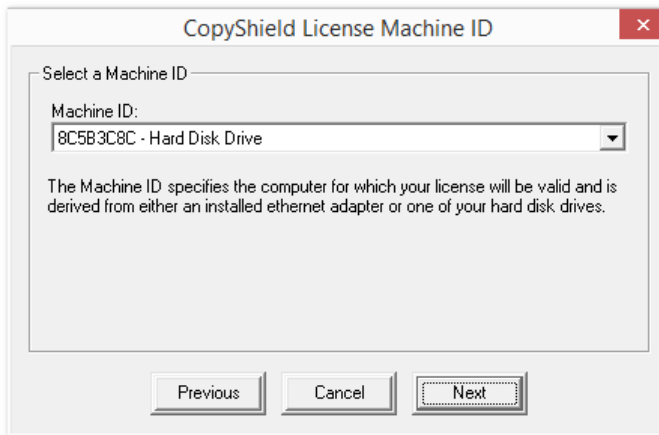 CopyShield License Machine ID
Select a Machine ID
Machine ID:
8C5B3C8C - Hard Disk Drive
The Machine ID specifies the computer for which your license will be valid and is
derived from either an installed ethernet adapter or one of your hard disk drives.
Previous Cancel Next